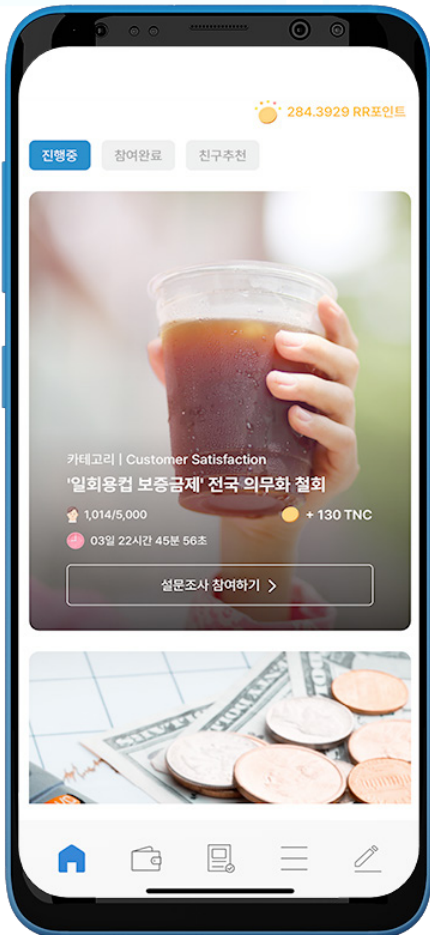 284.3929 RR포인트
진행중 참여완료 친구추천
카테고리 | Customer Satisfaction
'일회용컵 보증금제' 전국 의무화 철회
1,014/5,000 + 130 TNC
03일 22시간 45분 56초
설문조사 참여하기 >